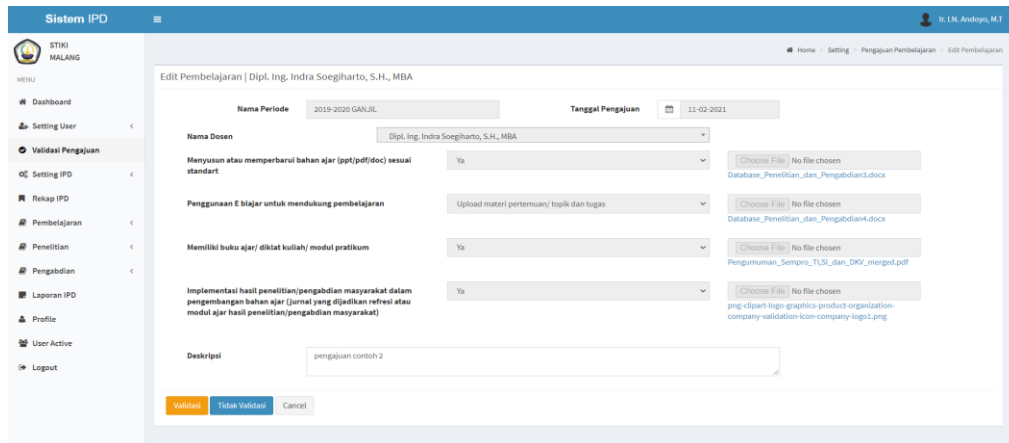 Sistem IPD
Ir. I.N. Andoyo, M.T
STIKI
MALANG
Home > Setting > Pengajuan Pembelajaran > Edit Pembelajaran
MENU
Dashboard
Setting User
Validasi Pengajuan
Setting IPD
Rekap IPD
Pembelajaran
Penelitian
Pengabdian
Laporan IPD
Profile
User Active
Logout
Edit Pembelajaran | Dipl. Ing. Indra Soegiharto, S.H., MBA
Nama Periode 2019-2020 GANJIL Tanggal Pengajuan 11-02-2021
Nama Dosen Dipl. Ing. Indra Soegiharto, S.H., MBA
Menyusun atau memperbarui bahan ajar (ppt/pdf/doc) sesuai
standart
Ya
Choose File No file chosen
Database_Penelitian_dan_Pengabdian3.docx
Penggunaan E blajar untuk mendukung pembelajaran
Upload materi pertemuan/ topik dan tugas
Choose File No file chosen
Database_Penelitian_dan_Pengabdian4.docx
Memiliki buku ajar/ diklat kuliah/ modul pratikum
Ya
Choose File No file chosen
Pengumuman_Sempro_TI,SI_dan_DKV_merged.pdf
Implementasi hasil penelitian/pengabdian masyarakat dalam
pengembangan bahan ajar (jurnal yang dijadikan refresi atau
modul ajar hasil penelitian/pengabdian masyarakat)
Ya
Choose File No file chosen
png-clipart-logo-graphics-product-organization-
company-validation-icon-company-logo1.png
Deskripsi
pengajuan contoh 2
Validasi Tidak Validasi Cancel